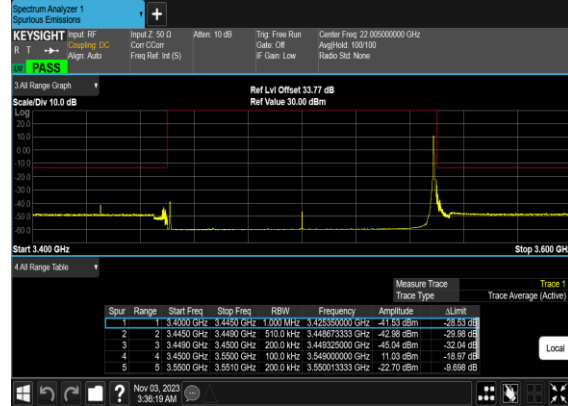 Spectrum Analyzer 1
Spurious Emissions
KEYSIGHT Input: RF Input Z: 50 Ω Atten: 10 dB Trig: Free Run Center Freq: 22.005000000 GHz
R T Coupling: DC Corr CCorr Gate: Off Avg|Hold: 100/100
Align: Auto Freq Ref: Int (S) IF Gain: Low Radio Std: None
PASS
3 All Range Graph
Ref Lvl Offset 33.77 dB
Scale/Div 10.0 dB Ref Value 30.00 dBm
Log
20.0
10.0
0.00
-10.0
-20.0
-30.0
-40.0
-50.0
-60.0
Start 3.400 GHz Stop 3.600 GH
4 All Range Table
Measure Trace Trace 1
Trace Type Trace Average (Active)
Spur Range Start Freq Stop Freq RBW Frequency Amplitude ΔLimit
1 1 3.4000 GHz 3.4450 GHz 1.000 MHz 3.425350000 GHz -41.53 dBm -28.53 dB
2 2 3.4450 GHz 3.4490 GHz 510.0 kHz 3.448673333 GHz -42.98 dBm -29.98 dB
3 3 3.4490 GHz 3.4500 GHz 200.0 kHz 3.449325000 GHz -45.04 dBm -32.04 dB
4 4 3.4500 GHz 3.5500 GHz 100.0 kHz 3.549000000 GHz 11.03 dBm -18.97 dB
5 5 3.5500 GHz 3.5510 GHz 200.0 kHz 3.550013333 GHz -22.70 dBm -9.698 dB
Local
? Nov 03, 2023
3:36:19 AM